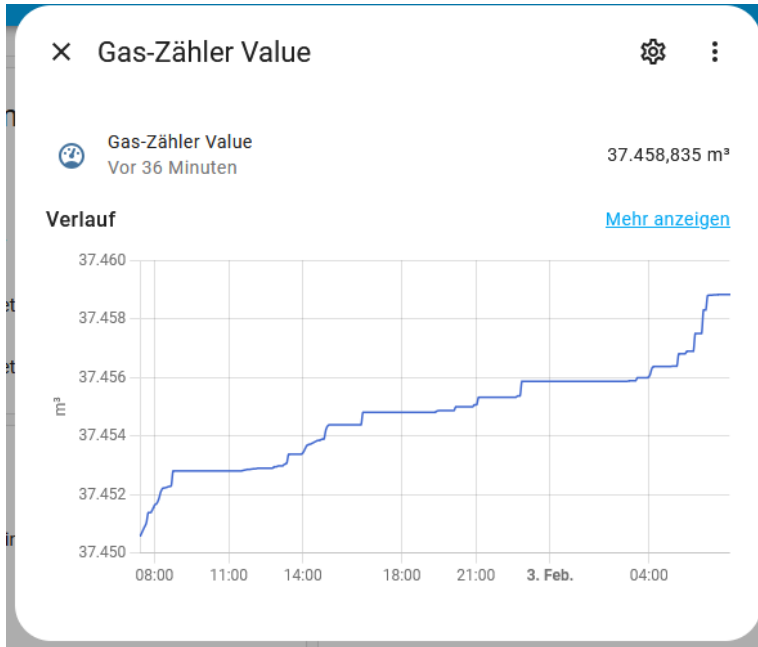 Gas-Zähler Value
Gas-Zähler Value
37.458,835 m³
Vor 36 Minuten
Verlauf
Mehr anzeigen
37.460
37.458
37.456
37.454
37.452
37.450
m³
08:00 11:00 14:00 18:00 21:00 3. Feb. 04:00